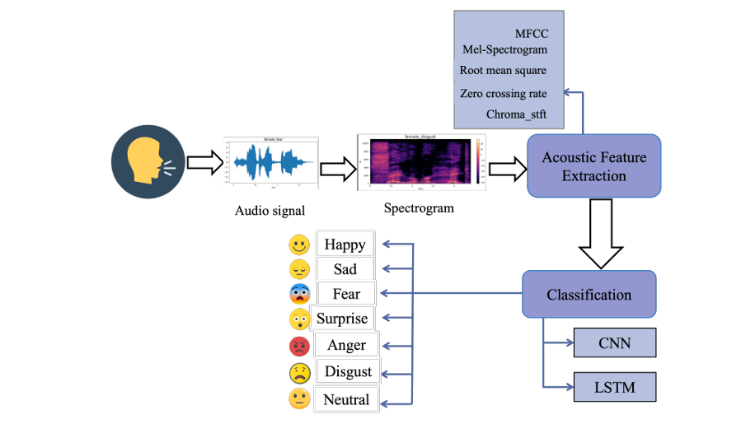 MFCC
Mel-Spectrogram
Root mean square
Zero crossing rate
Chroma_stft
female_disgust
Acoustic Feature
Extraction
Audio signal
Spectrogram
Happy
Sad
Fear
Surprise
Anger
Disgust
Neutral
Classification
CNN
LSTM